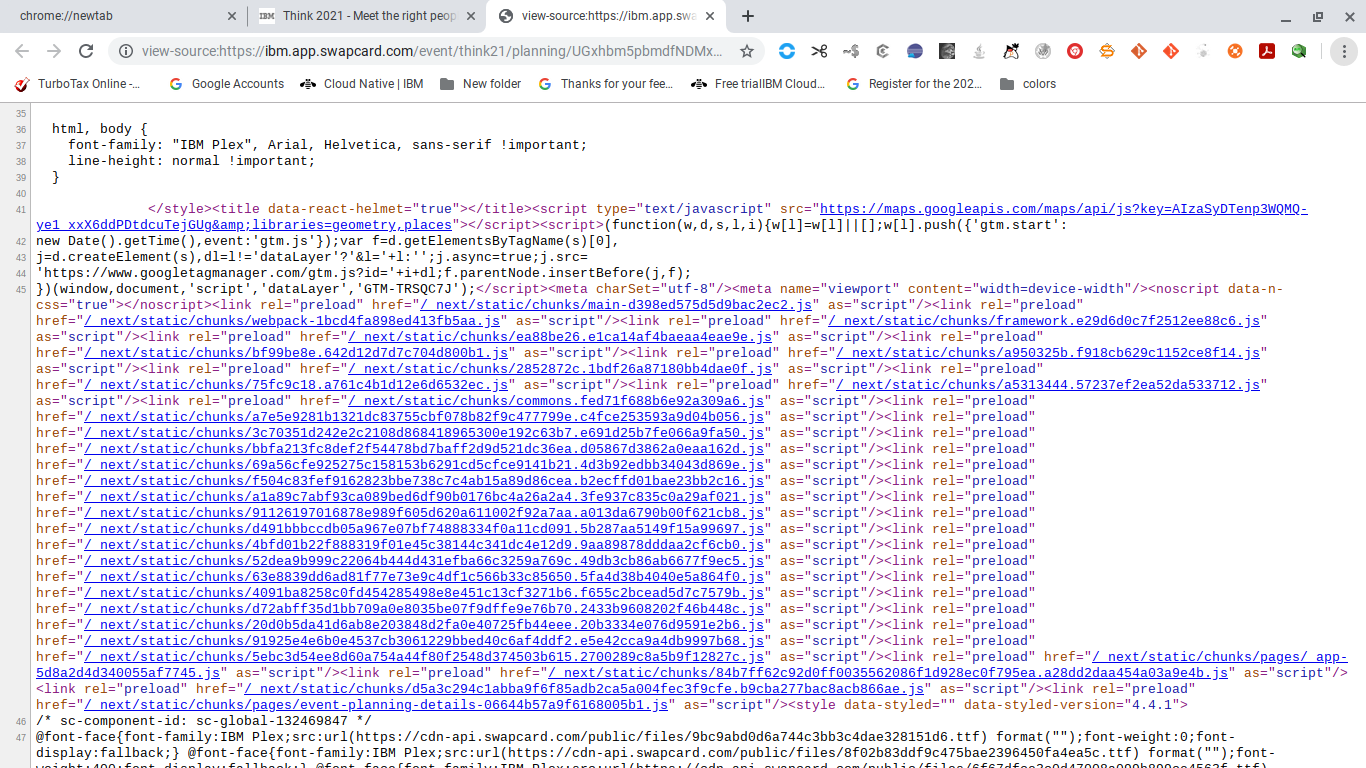 chrome://newtab
IBM Think 2021 - Meet the right peop
view-source:https://ibm.app.swa
view-source:https://ibm.app.swapcard.com/event/think21/planning/UGxhbm5pbmdfNDMx…
TurboTax Online -…
Google Accounts
Cloud Native | IBM
New folder
Thanks for your fee…
Free trialIBM Cloud…
Register for the 202…
colors
35
36 html, body {
37 font-family: "IBM Plex", Arial, Helvetica, sans-serif !important;
38 line-height: normal !important;
39 }
40
41 </style><title data-react-helmet="true"></title><script type="text/javascript" src="https://maps.googleapis.com/maps/api/js?key=AIzaSyDTenp3WQMQ-
ye1_xxX6ddPDtdcuTejGUg&amp;libraries=geometry,places"></script><script>(function(w,d,s,l,i){w[l]=w[l]||[];w[l].push({'gtm.start':
42 new Date().getTime(),event:'gtm.js'});var f=d.getElementsByTagName(s)[0],
43 j=d.createElement(s),dl=l!='dataLayer'?'&l='+l:'';j.async=true;j.src=
44 'https://www.googletagmanager.com/gtm.js?id='+i+dl;f.parentNode.insertBefore(j,f);
45 })(window,document,'script','dataLayer','GTM-TRSQC7J');</script><meta charSet="utf-8"/><meta name="viewport" content="width=device-width"/><noscript data-n-
css="true"></noscript><link rel="preload" href="/_next/static/chunks/main-d398ed575d5d9bac2ec2.js" as="script"/><link rel="preload"
href="/_next/static/chunks/webpack-1bcd4fa898ed413fb5aa.js" as="script"/><link rel="preload" href="/_next/static/chunks/framework.e29d6d0c7f2512ee88c6.js"
as="script"/><link rel="preload" href="/_next/static/chunks/ea88be26.e1ca14af4baeaa4eae9e.js" as="script"/><link rel="preload"
href="/_next/static/chunks/bf99be8e.642d12d7d7c704d800b1.js" as="script"/><link rel="preload" href="/_next/static/chunks/a950325b.f918cb629c1152ce8f14.js"
as="script"/><link rel="preload" href="/_next/static/chunks/2852872c.1bdf26a87180bb4dae0f.js" as="script"/><link rel="preload"
href="/_next/static/chunks/75fc9c18.a761c4b1d12e6d6532ec.js" as="script"/><link rel="preload" href="/_next/static/chunks/a5313444.57237ef2ea52da533712.js"
as="script"/><link rel="preload" href="/_next/static/chunks/commons.fed71f688b6e92a309a6.js" as="script"/><link rel="preload"
href="/_next/static/chunks/a7e5e9281b1321dc83755cbf078b82f9c477799e.c4fce253593a9d04b056.js" as="script"/><link rel="preload"
href="/_next/static/chunks/3c70351d242e2c2108d868418965300e192c63b7.e691d25b7fe066a9fa50.js" as="script"/><link rel="preload"
href="/_next/static/chunks/bbfa213fc8def2f54478bd7baff2d9d521dc36ea.d05867d3862a0eaa162d.js" as="script"/><link rel="preload"
href="/_next/static/chunks/69a56cfe925275c158153b6291cd5cfce9141b21.4d3b92edbb34043d869e.js" as="script"/><link rel="preload"
href="/_next/static/chunks/f504c83fef9162823bbe738c7c4ab15a89d86cea.b2ecffd01bae23bb2c16.js" as="script"/><link rel="preload"
href="/_next/static/chunks/a1a89c7abf93ca089bed6df90b0176bc4a26a2a4.3fe937c835c0a29af021.js" as="script"/><link rel="preload"
href="/_next/static/chunks/91126197016878e989f605d620a611002f92a7aa.a013da6790b00f621cb8.js" as="script"/><link rel="preload"
href="/_next/static/chunks/d491bbbccdb05a967e07bf74888334f0a11cd091.5b287aa5149f15a99697.js" as="script"/><link rel="preload"
href="/_next/static/chunks/4bfd01b22f888319f01e45c38144c341dc4e12d9.9aa89878dddaa2cf6cb0.js" as="script"/><link rel="preload"
href="/_next/static/chunks/52dea9b999c22064b444d431efba66c3259a769c.49db3cb86ab6677f9ec5.js" as="script"/><link rel="preload"
href="/_next/static/chunks/63e8839dd6ad81f77e73e9c4df1c566b33c85650.5fa4d38b4040e5a864f0.js" as="script"/><link rel="preload"
href="/_next/static/chunks/4091ba8258c0fd454285498e8e451c13cf3271b6.f655c2bcead5d7c7579b.js" as="script"/><link rel="preload"
href="/_next/static/chunks/d72abff35d1bb709a0e8035be07f9dffe9e76b70.2433b9608202f46b448c.js" as="script"/><link rel="preload"
href="/_next/static/chunks/20d0b5da41d6ab8e203848d2fa0e40725fb44eee.20b3334e076d9591e2b6.js" as="script"/><link rel="preload"
href="/_next/static/chunks/91925e4e6b0e4537cb3061229bbed40c6af4ddf2.e5e42cca9a4db9997b68.js" as="script"/><link rel="preload"
href="/_next/static/chunks/5ebc3d54ee8d60a754a44f80f2548d374503b615.2700289c8a5b9f12827c.js" as="script"/><link rel="preload" href="/_next/static/chunks/pages/_app-
5d8a2d4d340055af7745.js" as="script"/><link rel="preload" href="/_next/static/chunks/84b7ff62c92d0ff0035562086f1d928ec0f795ea.a28dd2daa454a03a9e4b.js" as="script"/>
<link rel="preload" href="/_next/static/chunks/d5a3c294c1abba9f6f85adb2ca5a004fec3f9cfe.b9cba277bac8acb866ae.js" as="script"/><link rel="preload"
href="/_next/static/chunks/pages/event-planning-details-06644b57a9f6168005b1.js" as="script"/><style data-styled="" data-styled-version="4.4.1">
46 /* sc-component-id: sc-global-132469847 */
47 @font-face{font-family:IBM Plex;src:url(https://cdn-api.swapcard.com/public/files/9bc9abd0d6a744c3bb3c4dae328151d6.ttf) format("");font-weight:0;font-
display:fallback;} @font-face{font-family:IBM Plex;src:url(https://cdn-api.swapcard.com/public/files/8f02b83ddf9c475bae2396450fa4ea5c.ttf) format("");font-